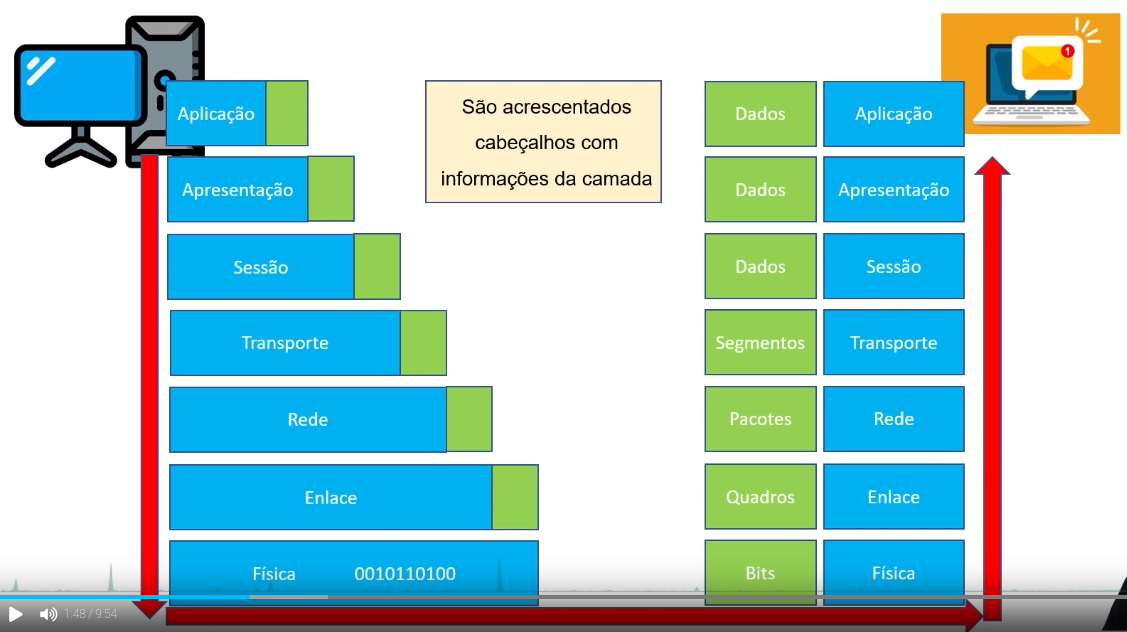 1
Aplicação
São acrescentados
cabeçalhos com
informações da camada
Dados
Aplicação
Apresentação
Dados
Apresentação
Sessão
Dados
Sessão
Transporte
Segmentos
Transporte
Rede
Pacotes
Rede
Enlace
Quadros
Enlace
Física 0010110100
Bits
Física
1:48 / 9:54